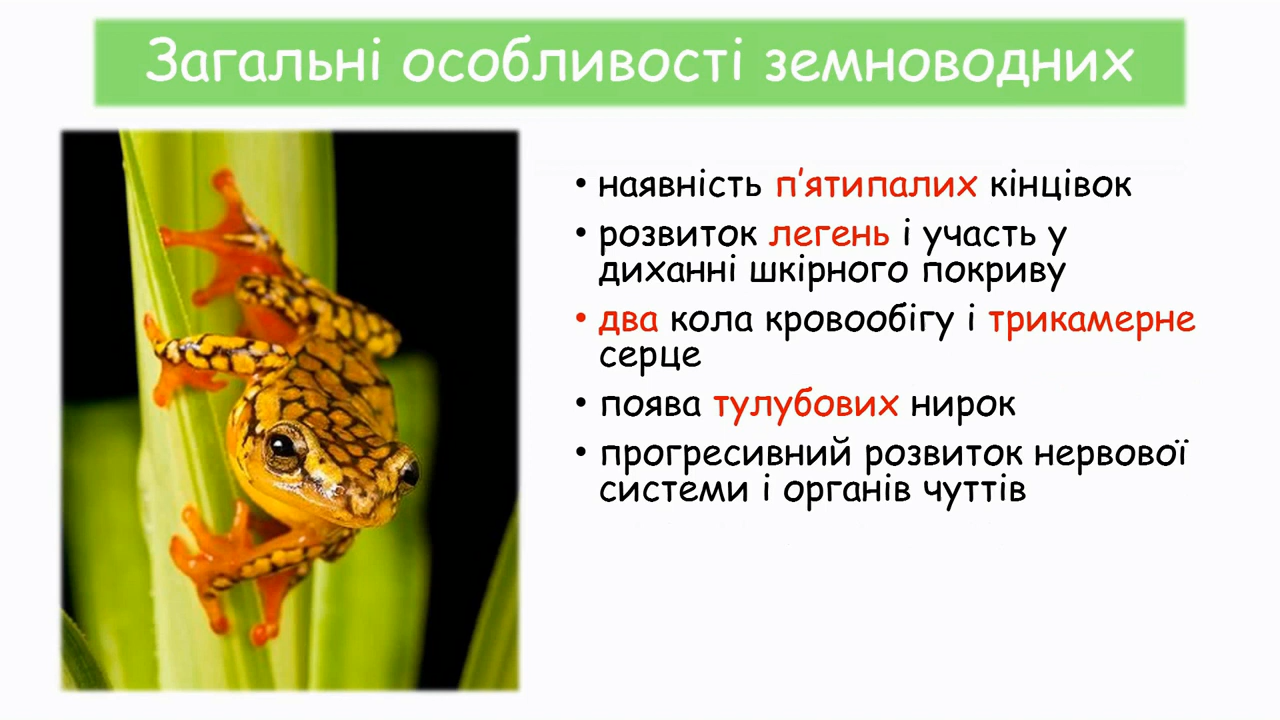 Загальні особливості земноводних
• наявність п’ятипалих кінцівок
• розвиток легень і участь у
диханні шкірного покриву
• два кола кровообігу і трикамерне
серце
• поява тулубових нирок
• прогресивний розвиток нервової
системи і органів чуттів